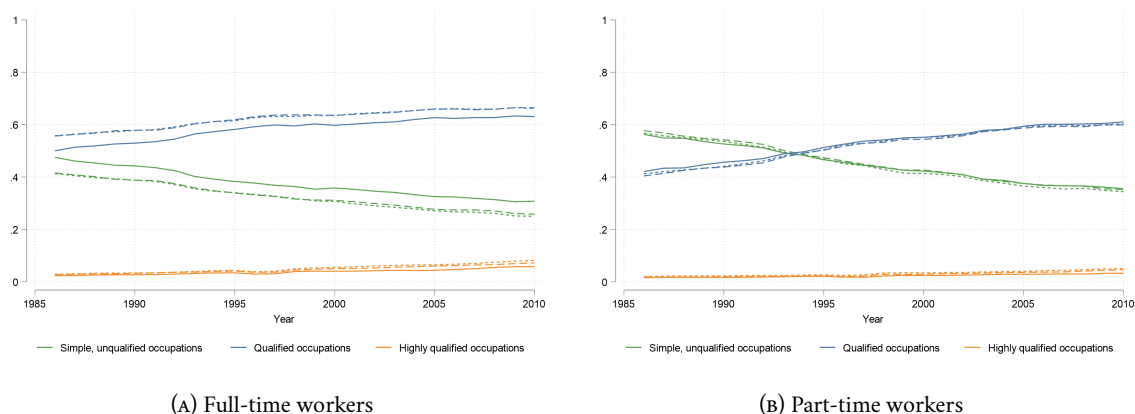 1
.8
.6
.4
.2
0
1985 1990 1995 2000 2005 2010
Year
Simple, unqualified occupations Qualified occupations Highly qualified occupations
(A) Full-time workers
1
.8
.6
.4
.2
0
1985 1990 1995 2000 2005 2010
Year
Simple, unqualified occupations Qualified occupations Highly qualified occupations
(B) Part-time workers